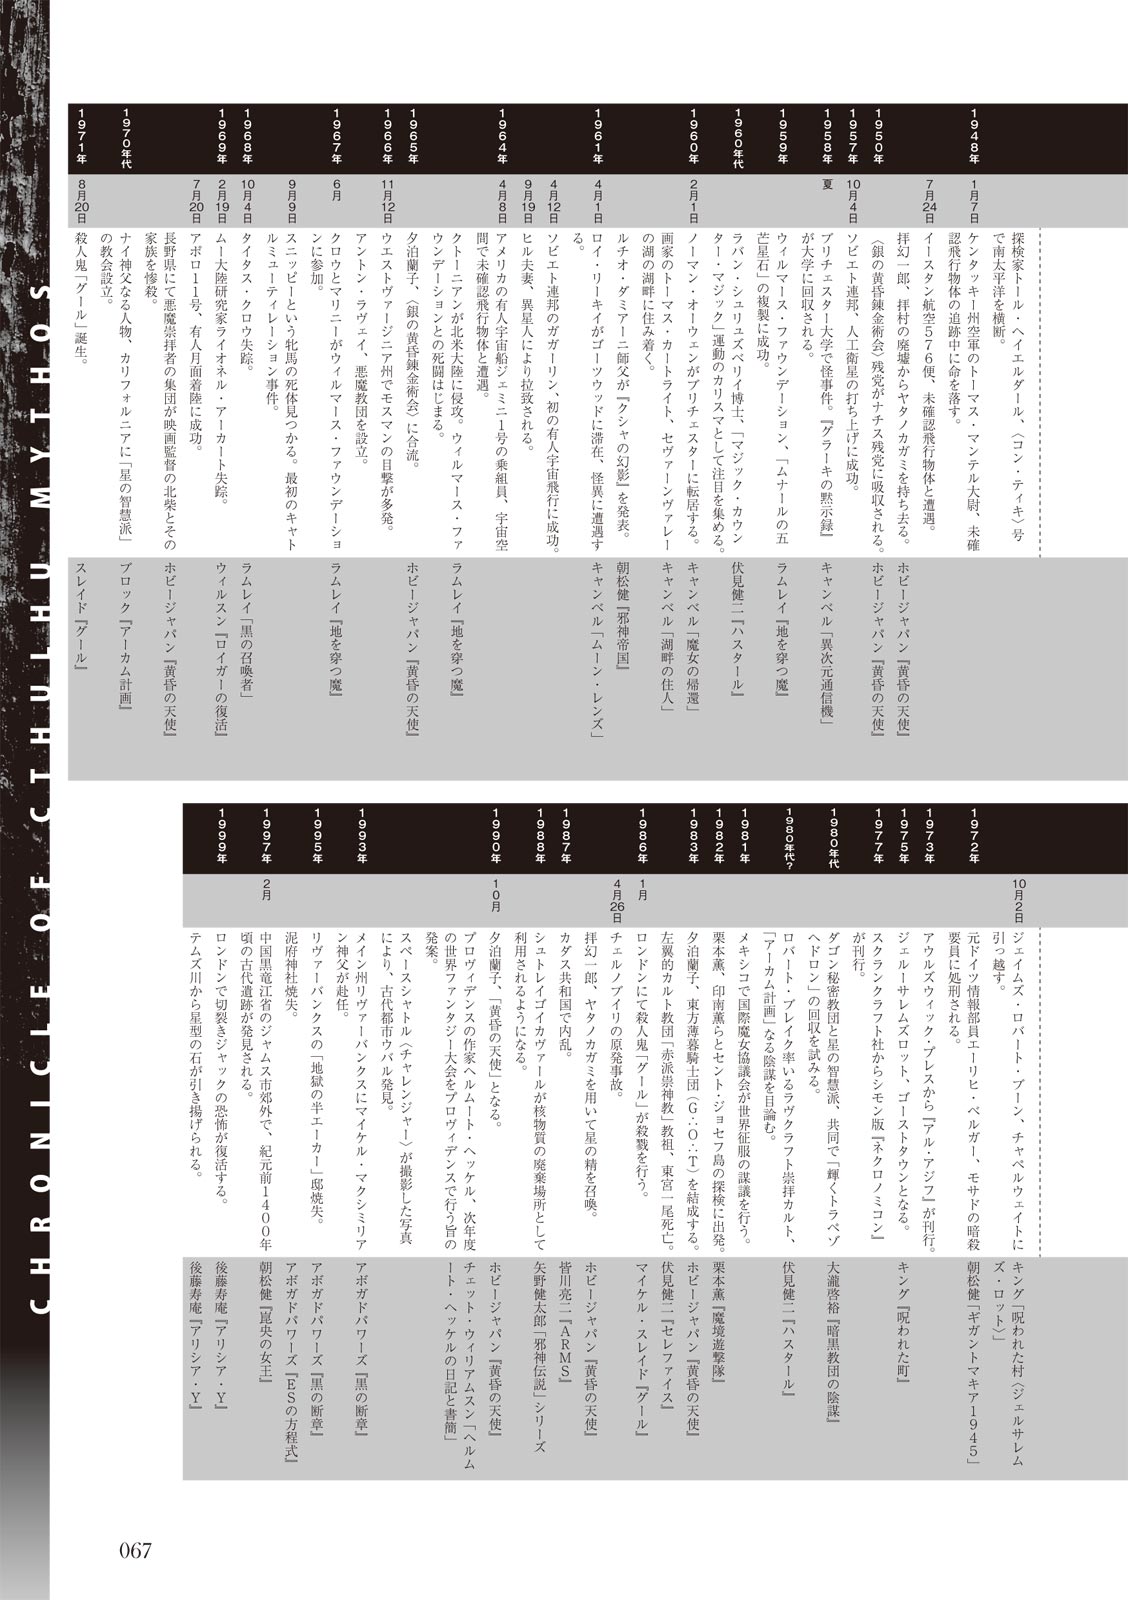 CHRONICLE OF CTHULHU MYTHOS
探検家トール・ヘイエルダール、〈コン・ティキ〉号
で南太平洋を横断。
1948年
1月7日
ケンタッキー州空軍のトーマス・マンテル大尉、未確
認飛行物体の追跡中に命を落す。
7月24日
イースタン航空576便、未確認飛行物体と遭遇。
拝幻一郎、拝村の廃墟からヤタノカガミを持ち去る。
ホビージャパン『黄昏の天使』
1950年
〈銀の黄昏錬金術会〉残党がナチス残党に吸収される。
ホビージャパン『黄昏の天使』
1957年
10月4日
ソビエト連邦、人工衛星の打ち上げに成功。
1958年
夏
ブリチェスター大学で怪事件。『グラーキの黙示録』
が大学に回収される。
キャンベル「異次元通信機」
1959年
ウィルマース・ファウンデーション、「ムナールの五
芒星石」の複製に成功。
ラムレイ『地を穿つ魔』
1960年代
ラバン・シュリュズベリイ博士、「マジック・カウン
ター・マジック」運動のカリスマとして注目を集める。
伏見健二『ハスタール』
1960年
2月1日
ノーマン・オーウェンがブリチェスターに転居する。
キャンベル「魔女の帰還」
画家のトーマス・カートライト、セヴァーンヴァレー
の湖の湖畔に住み着く。
キャンベル「湖畔の住人」
ルチオ・ダミアーニ師父が『クシャの幻影』を発表。
朝松健『邪神帝国』
1961年
4月1日
ロイ・リーキイがゴーツウッドに滞在、怪異に遭遇す
る。
キャンベル「ムーン・レンズ」
4月12日
ソビエト連邦のガガーリン、初の有人宇宙飛行に成功。
9月19日
ヒル夫妻、異星人により拉致される。
1964年
4月8日
アメリカの有人宇宙船ジェミニ1号の乗組員、宇宙空
間で未確認飛行物体と遭遇。
クトーニアンが北米大陸に侵攻。ウィルマース・ファ
ウンデーションとの死闘はじまる。
ラムレイ『地を穿つ魔』
1965年
夕泊蘭子、〈銀の黄昏錬金術会〉に合流。
ホビージャパン『黄昏の天使』
1966年
11月12日
ウエストヴァージニア州でモスマンの目撃が多発。
アントン・ラヴェイ、悪魔教団を設立。
1967年
6月
クロウとマリニーがウィルマース・ファウンデーショ
ンに参加。
ラムレイ『地を穿つ魔』
9月9日
スニッピーという牝馬の死体見つかる。最初のキャト
ルミューティレーション事件。
1968年
10月4日
タイタス・クロウ失踪。
ラムレイ「黒の召喚者」
1969年
2月19日
ムー大陸研究家ライオネル・アーカート失踪。
ウィルスン『ロイガーの復活』
7月20日
アポロ11号、有人月面着陸に成功。
長野県にて悪魔崇拝者の集団が映画監督の北柴とその
家族を惨殺。
ホビージャパン『黄昏の天使』
1970年代
ナイ神父なる人物、カリフォルニアに「星の智慧派」
の教会設立。
ブロック『アーカム計画』
1971年
8月20日
殺人鬼「グール」誕生。
スレイド『グール』
10月2日
ジェイムズ・ロバート・ブーン、チャペルウェイトに
引っ越す。
キング「呪われた村〈ジェルサレム
ズ・ロット〉」
1972年
元ドイツ情報部員エーリヒ・ベルガー、モサドの暗殺
要員に処刑される。
朝松健「ギガントマキア1945」
1973年
アウルズウィック・プレスから『アル・アジフ』が刊行。
1975年
ジェルーサレムズロット、ゴーストタウンとなる。
キング『呪われた町』
1977年
スクランクラフト社からシモン版『ネクロノミコン』
が刊行。
1980年代
ダゴン秘密教団と星の智慧派、共同で「輝くトラペゾ
ヘドロン」の回収を試みる。
大瀧啓裕『暗黒教団の陰謀』
1980年代?
ロバート・ブレイク率いるラヴクラフト崇拝カルト、
「アーカム計画」なる陰謀を目論む。
伏見健二『ハスタール』
1981年
メキシコで国際魔女協議会が世界征服の謀議を行う。
1982年
栗本薫、印南薫らとセント・ジョセフ島の探検に出発。
栗本薫『魔境遊撃隊』
1983年
夕泊蘭子、東方薄暮騎士団(G∴O∴T)を結成する。
ホビージャパン『黄昏の天使』
左翼的カルト教団「赤派崇神教」教祖、東宮一尾死亡。
伏見健二『セレファイス』
1986年
1月
ロンドンにて殺人鬼「グール」が殺戮を行う。
マイケル・スレイド『グール』
4月26日
チェルノブイリの原発事故。
拝幻一郎、ヤタノカガミを用いて星の精を召喚。
ホビージャパン『黄昏の天使』
1987年
カダス共和国で内乱。
皆川亮二『ARMS』
1988年
シュトレイゴイカヴァールが核物質の廃棄場所として
利用されるようになる。
矢野健太郎「邪神伝説」シリーズ
1990年
10月
夕泊蘭子、「黄昏の天使」となる。
ホビージャパン『黄昏の天使』
プロヴィデンスの作家ヘルムート・ヘッケル、次年度
の世界ファンタジー大会をプロヴィデンスで行う旨の
発案。
チェット・ウィリアムスン「ヘルム
ート・ヘッケルの日記と書簡」
スペースシャトル〈チャレンジャー〉が撮影した写真
により、古代都市ウバル発見。
1993年
メイン州リヴァーバンクスにマイケル・マクシミリア
ン神父が赴任。
アボガドパワーズ『黒の断章』
1995年
リヴァーバンクスの「地獄の半エーカー」邸焼失。
アボガドパワーズ『黒の断章』
泥府神社焼失。
アボガドパワーズ『ESの方程式』
1997年
2月
中国黒竜江省のジャムス市郊外で、紀元前1400年
頃の古代遺跡が発見される。
朝松健『崑央の女王』
1999年
ロンドンで切裂きジャックの恐怖が復活する。
後藤寿庵『アリシア・Y』
テムズ川から星型の石が引き揚げられる。
後藤寿庵『アリシア・Y』
067